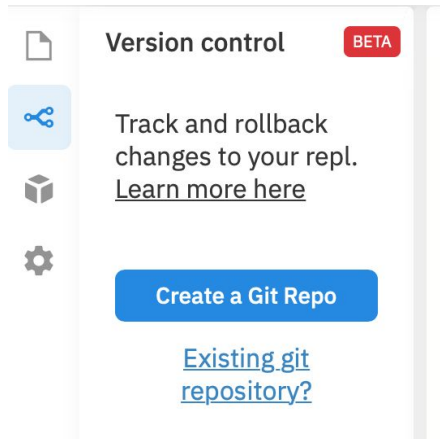 Version control
BETA
Track and rollback
changes to your repl.
Learn more here
Create a Git Repo
Existing git
repository?